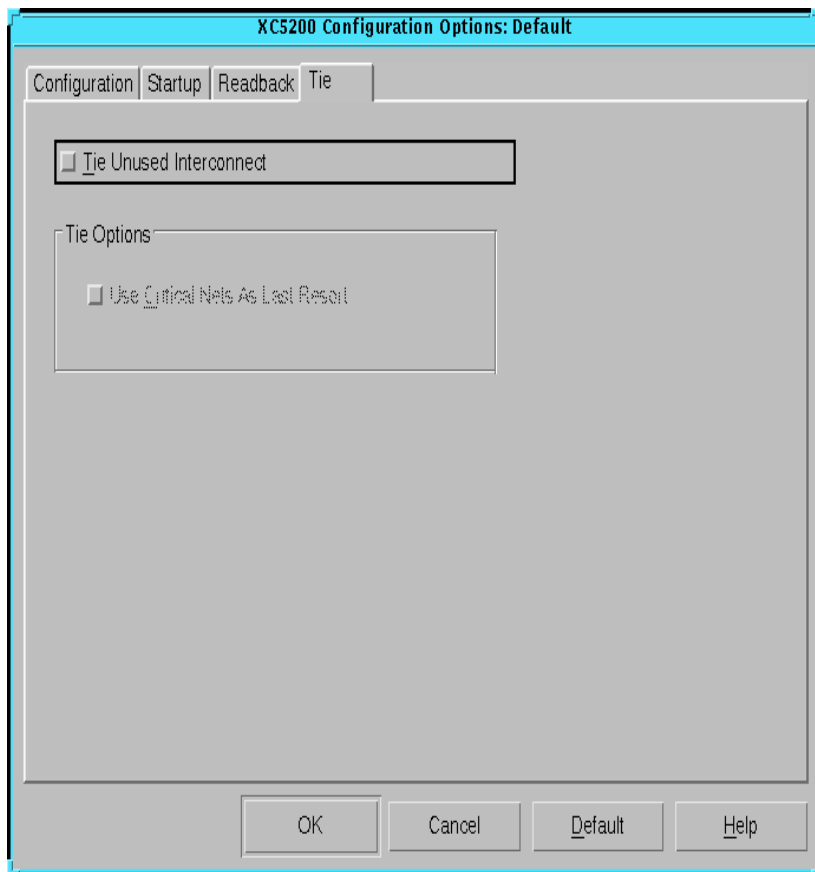 XC5200 Configuration Options: Default
Configuration Startup Readback Tie
Tie Unused Interconnect
Tie Options
Use Critical Nets As Last Resort
OK Cancel Default Help